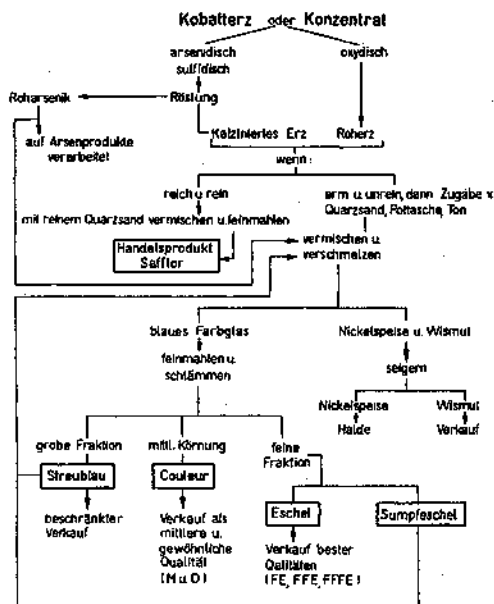 Kobatterz oder Konzentrat
arsenidisch
sulfidisch
oxydisch
Roharsenik
Röstung
auf Arsenprodukte
verarbeitet
Kalziniertes Erz
Roherz
wenn:
reich u rein
arm u. unrein, dann Zugabe v.
Quarzsand, Pottasche, Ton
mit reinem Quarzsand vermischen u. feinmahlen
Handelsprodukt
Safflor
vermischen u.
verschmelzen
blaues Farbglas
Nickelspeise u. Wismut
feinmahlen u.
schlämmen
seigern
Nickelspeise
Wismut
Halde
Verkauf
grobe Fraktion
mittl. Körnung
feine
Fraktion
Streublau
Couleur
Eschel
Sumpfeschel
beschränkter
Verkauf
Verkauf als
mittlere u.
gewöhnliche
Qualität
(M u O)
Verkauf bester
Qalitäten
(FE, FFE, FFFE)